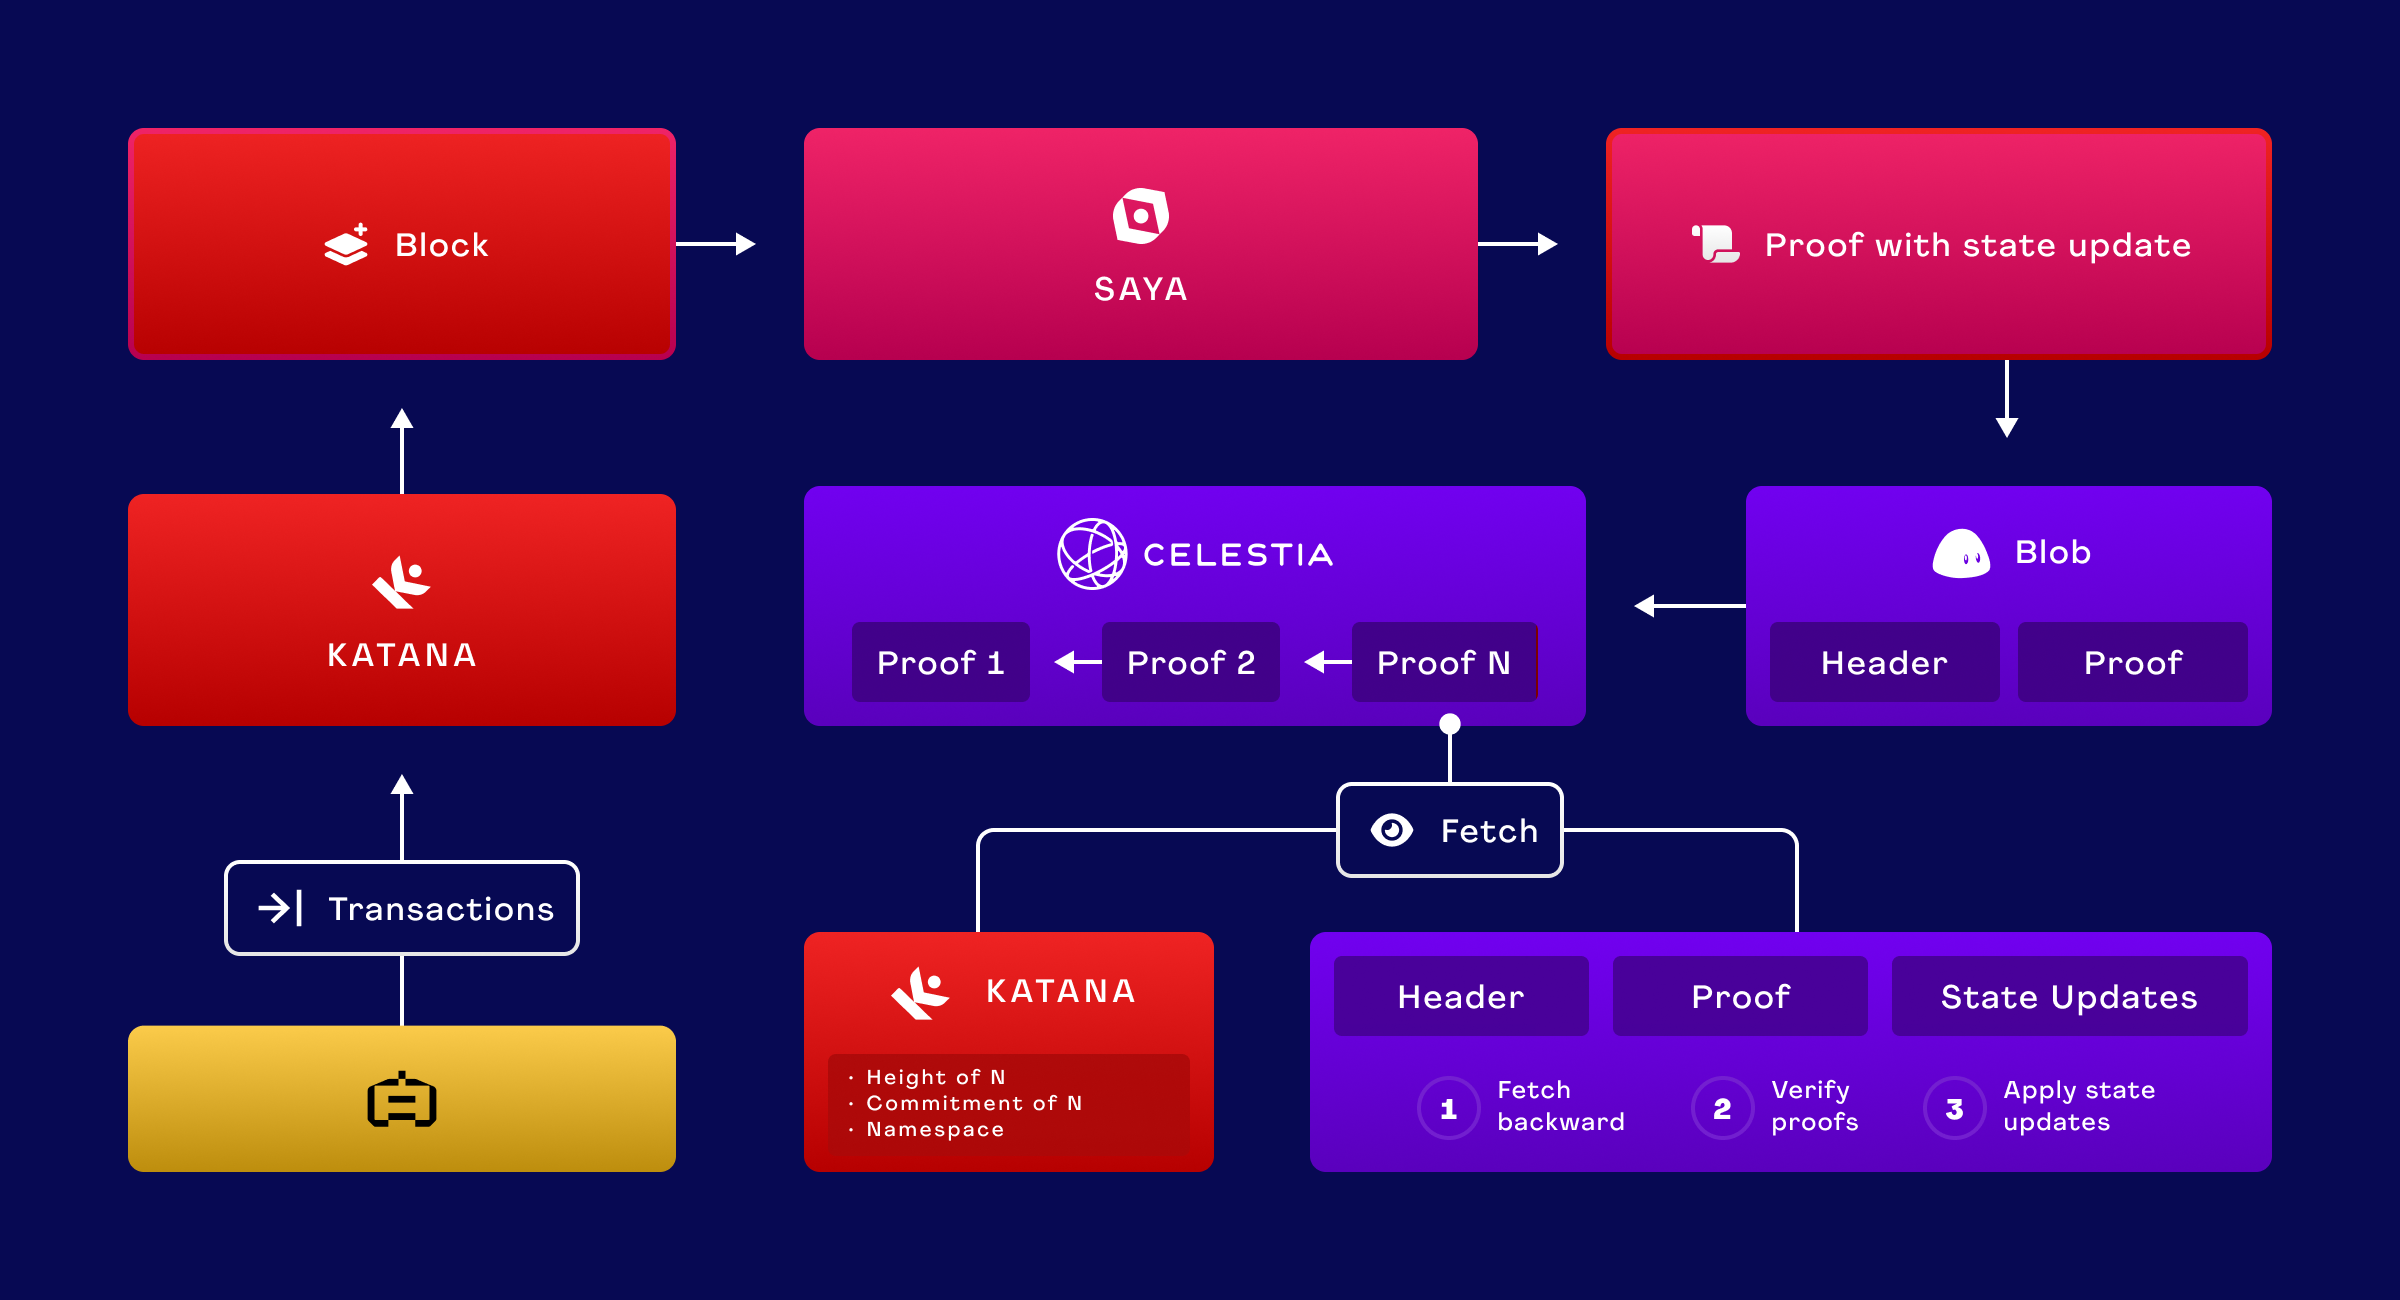 Block
SAYA
Proof with state update
KATANA
CELESTIA
Proof 1
Proof 2
Proof N
Blob
Header
Proof
Transactions
Fetch
KATANA
· Height of N
· Commitment of N
· Namespace
Header
Proof
State Updates
1
Fetch
backward
2
Verify
proofs
3
Apply state
updates